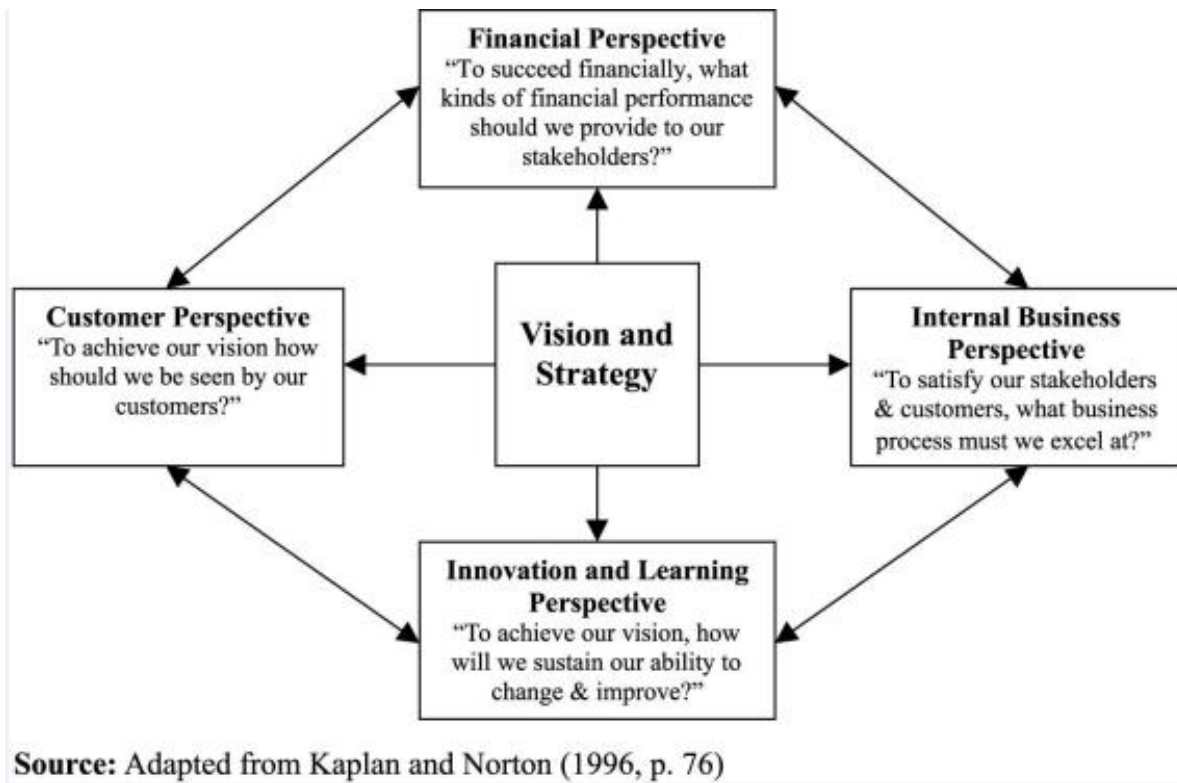 Financial Perspective
“To succeed financially, what
kinds of financial performance
should we provide to our
stakeholders?”
Customer Perspective
“To achieve our vision how
should we be seen by our
customers?”
Vision and
Strategy
Internal Business
Perspective
“To satisfy our stakeholders
& customers, what business
process must we excel at?”
Innovation and Learning
Perspective
“To achieve our vision, how
will we sustain our ability to
change & improve?”
Source: Adapted from Kaplan and Norton (1996, p. 76)